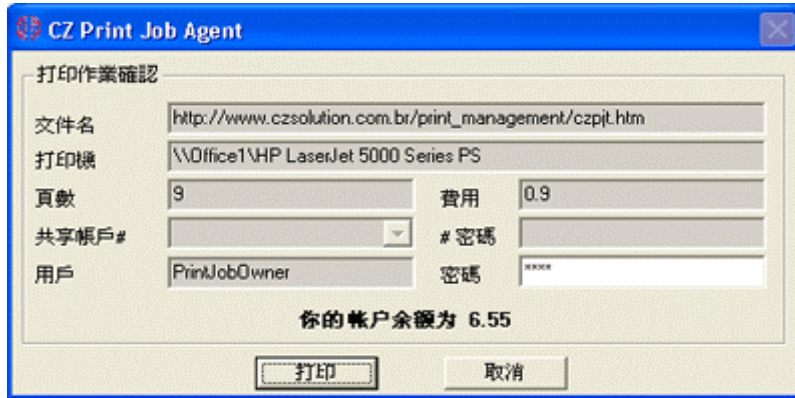 CZ Print Job Agent
打印作業確認
文件名 http://www.czsolution.com.br/print_management/czpjt.htm
打印機 \\Office1\HP LaserJet 5000 Series PS
頁數 9 費用 0.9
共享帳戶# # 密碼
用戶 PrintJobOwner 密碼 ****
你的帐户余额为 6.55
打印 取消